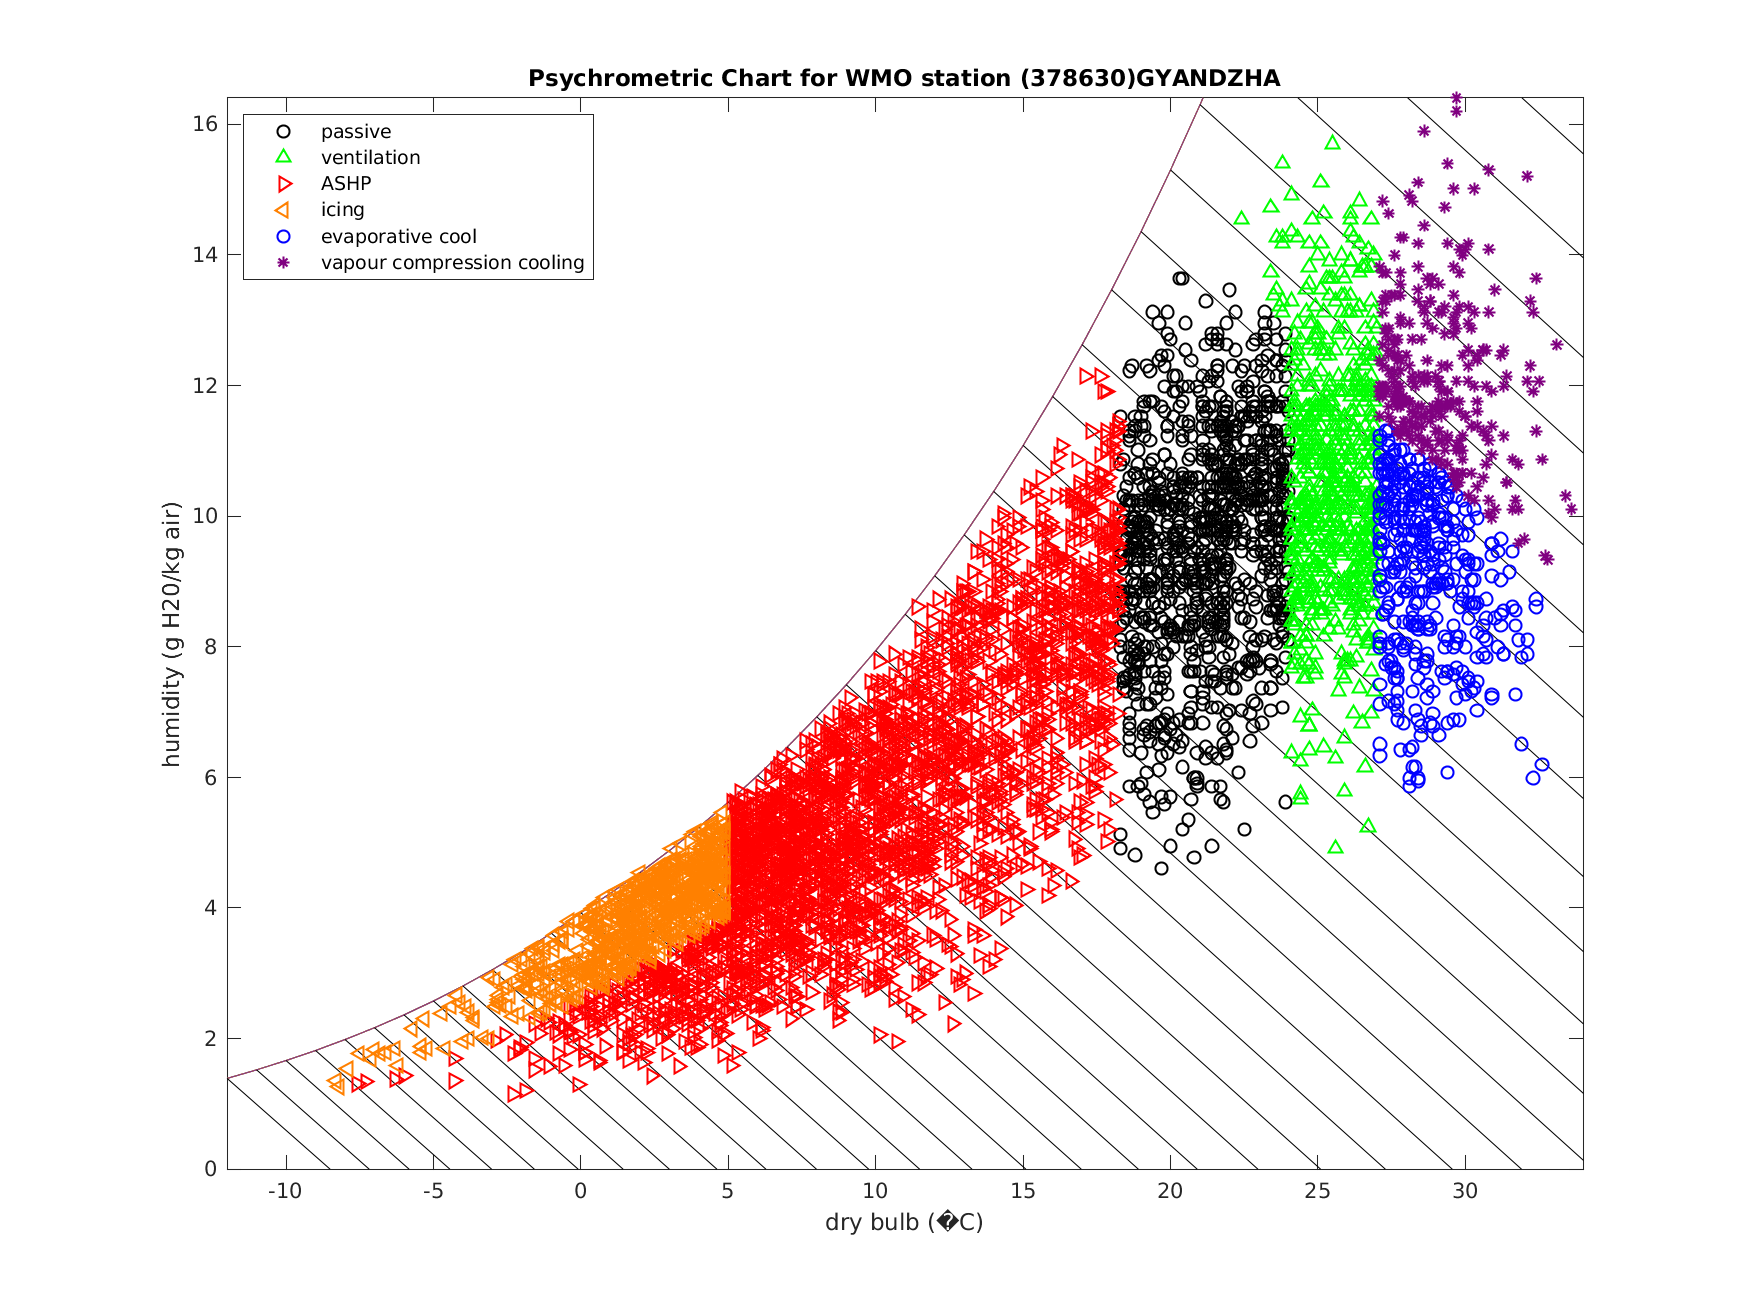 Psychrometric Chart for WMO station (378630)GYANDZHA
passive
ventilation
ASHP
icing
evaporative cool
vapour compression cooling
16
14
12
10
8
6
4
2
0
humidity (g H20/kg air)
-10
-5
0
5
10
15
20
25
30
dry bulb (�C)